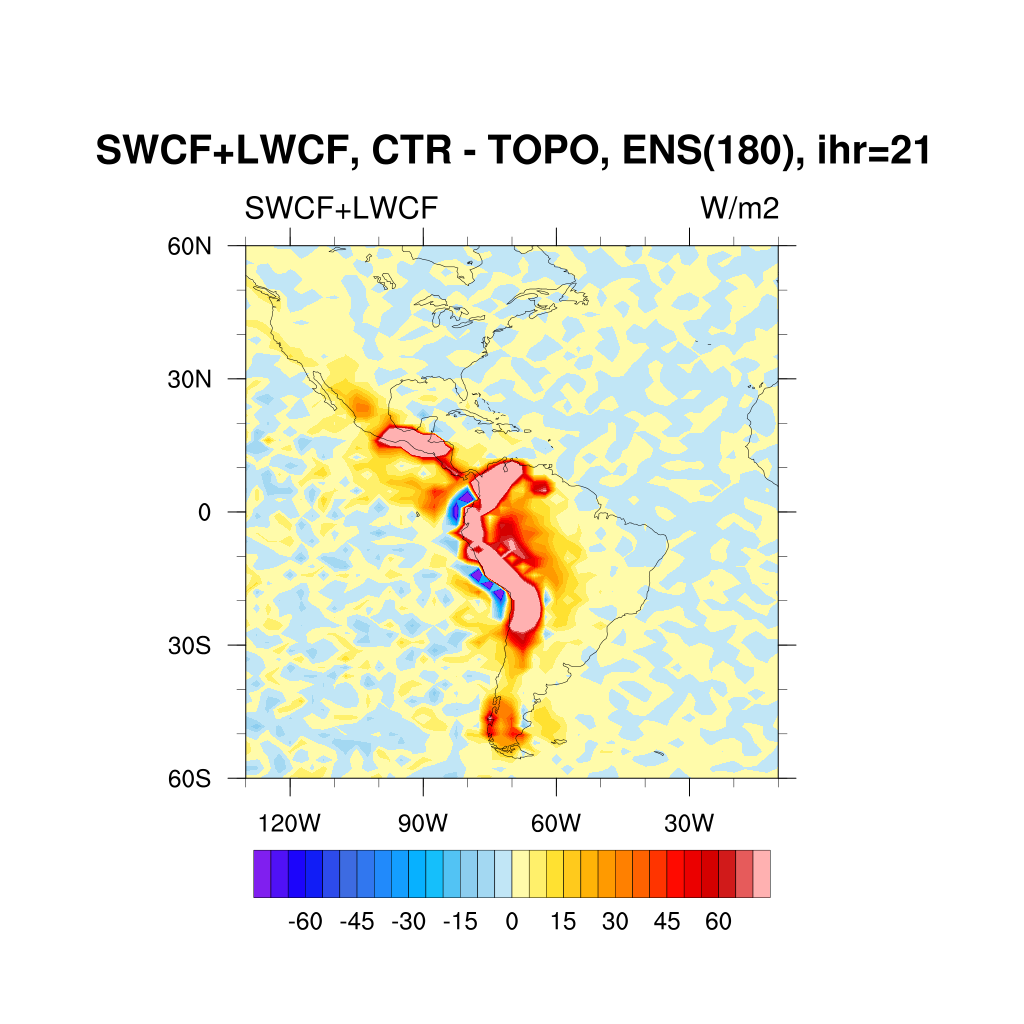 SWCF+LWCF, CTR - TOPO, ENS(180), ihr=21
SWCF+LWCF W/m2
60N
30N
0
30S
60S
120W 90W 60W 30W
-60 -45 -30 -15 0 15 30 45 60